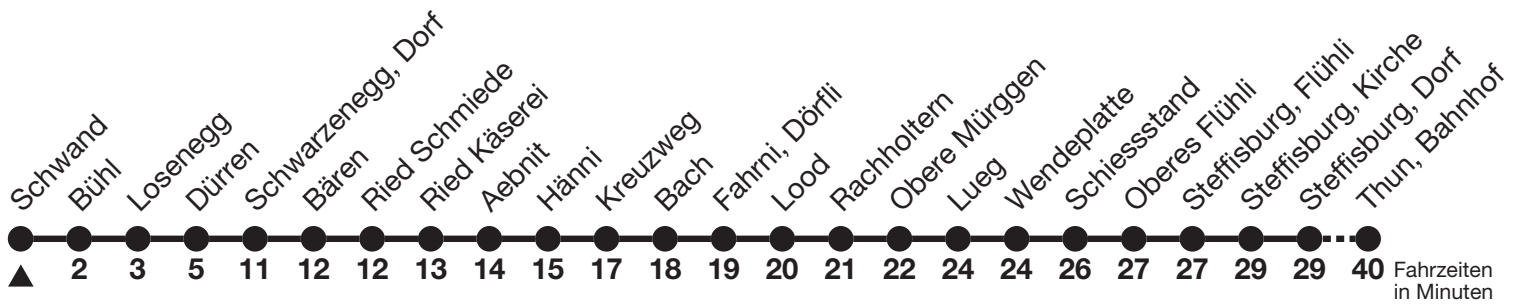 Schwand
Bühl
Losenegg
Dürren
Schwarzenegg, Dorf
Bären
Ried Schmiede
Ried Käserei
Aebnit
Hänni
Kreuzweg
Bach
Fahrni, Dörfli
Lood
Rachholtern
Obere Mürggen
Lueg
Wendeplatte
Schiessstand
Oberes Flühli
Steffisburg, Flühli
Steffisburg, Kirche
Steffisburg, Dorf
Thun, Bahnhof
2 3 5 11 12 12 13 14 15 17 18 19 20 21 22 24 24 26 27 27 29 29 40 Fahrzeiten
in Minuten